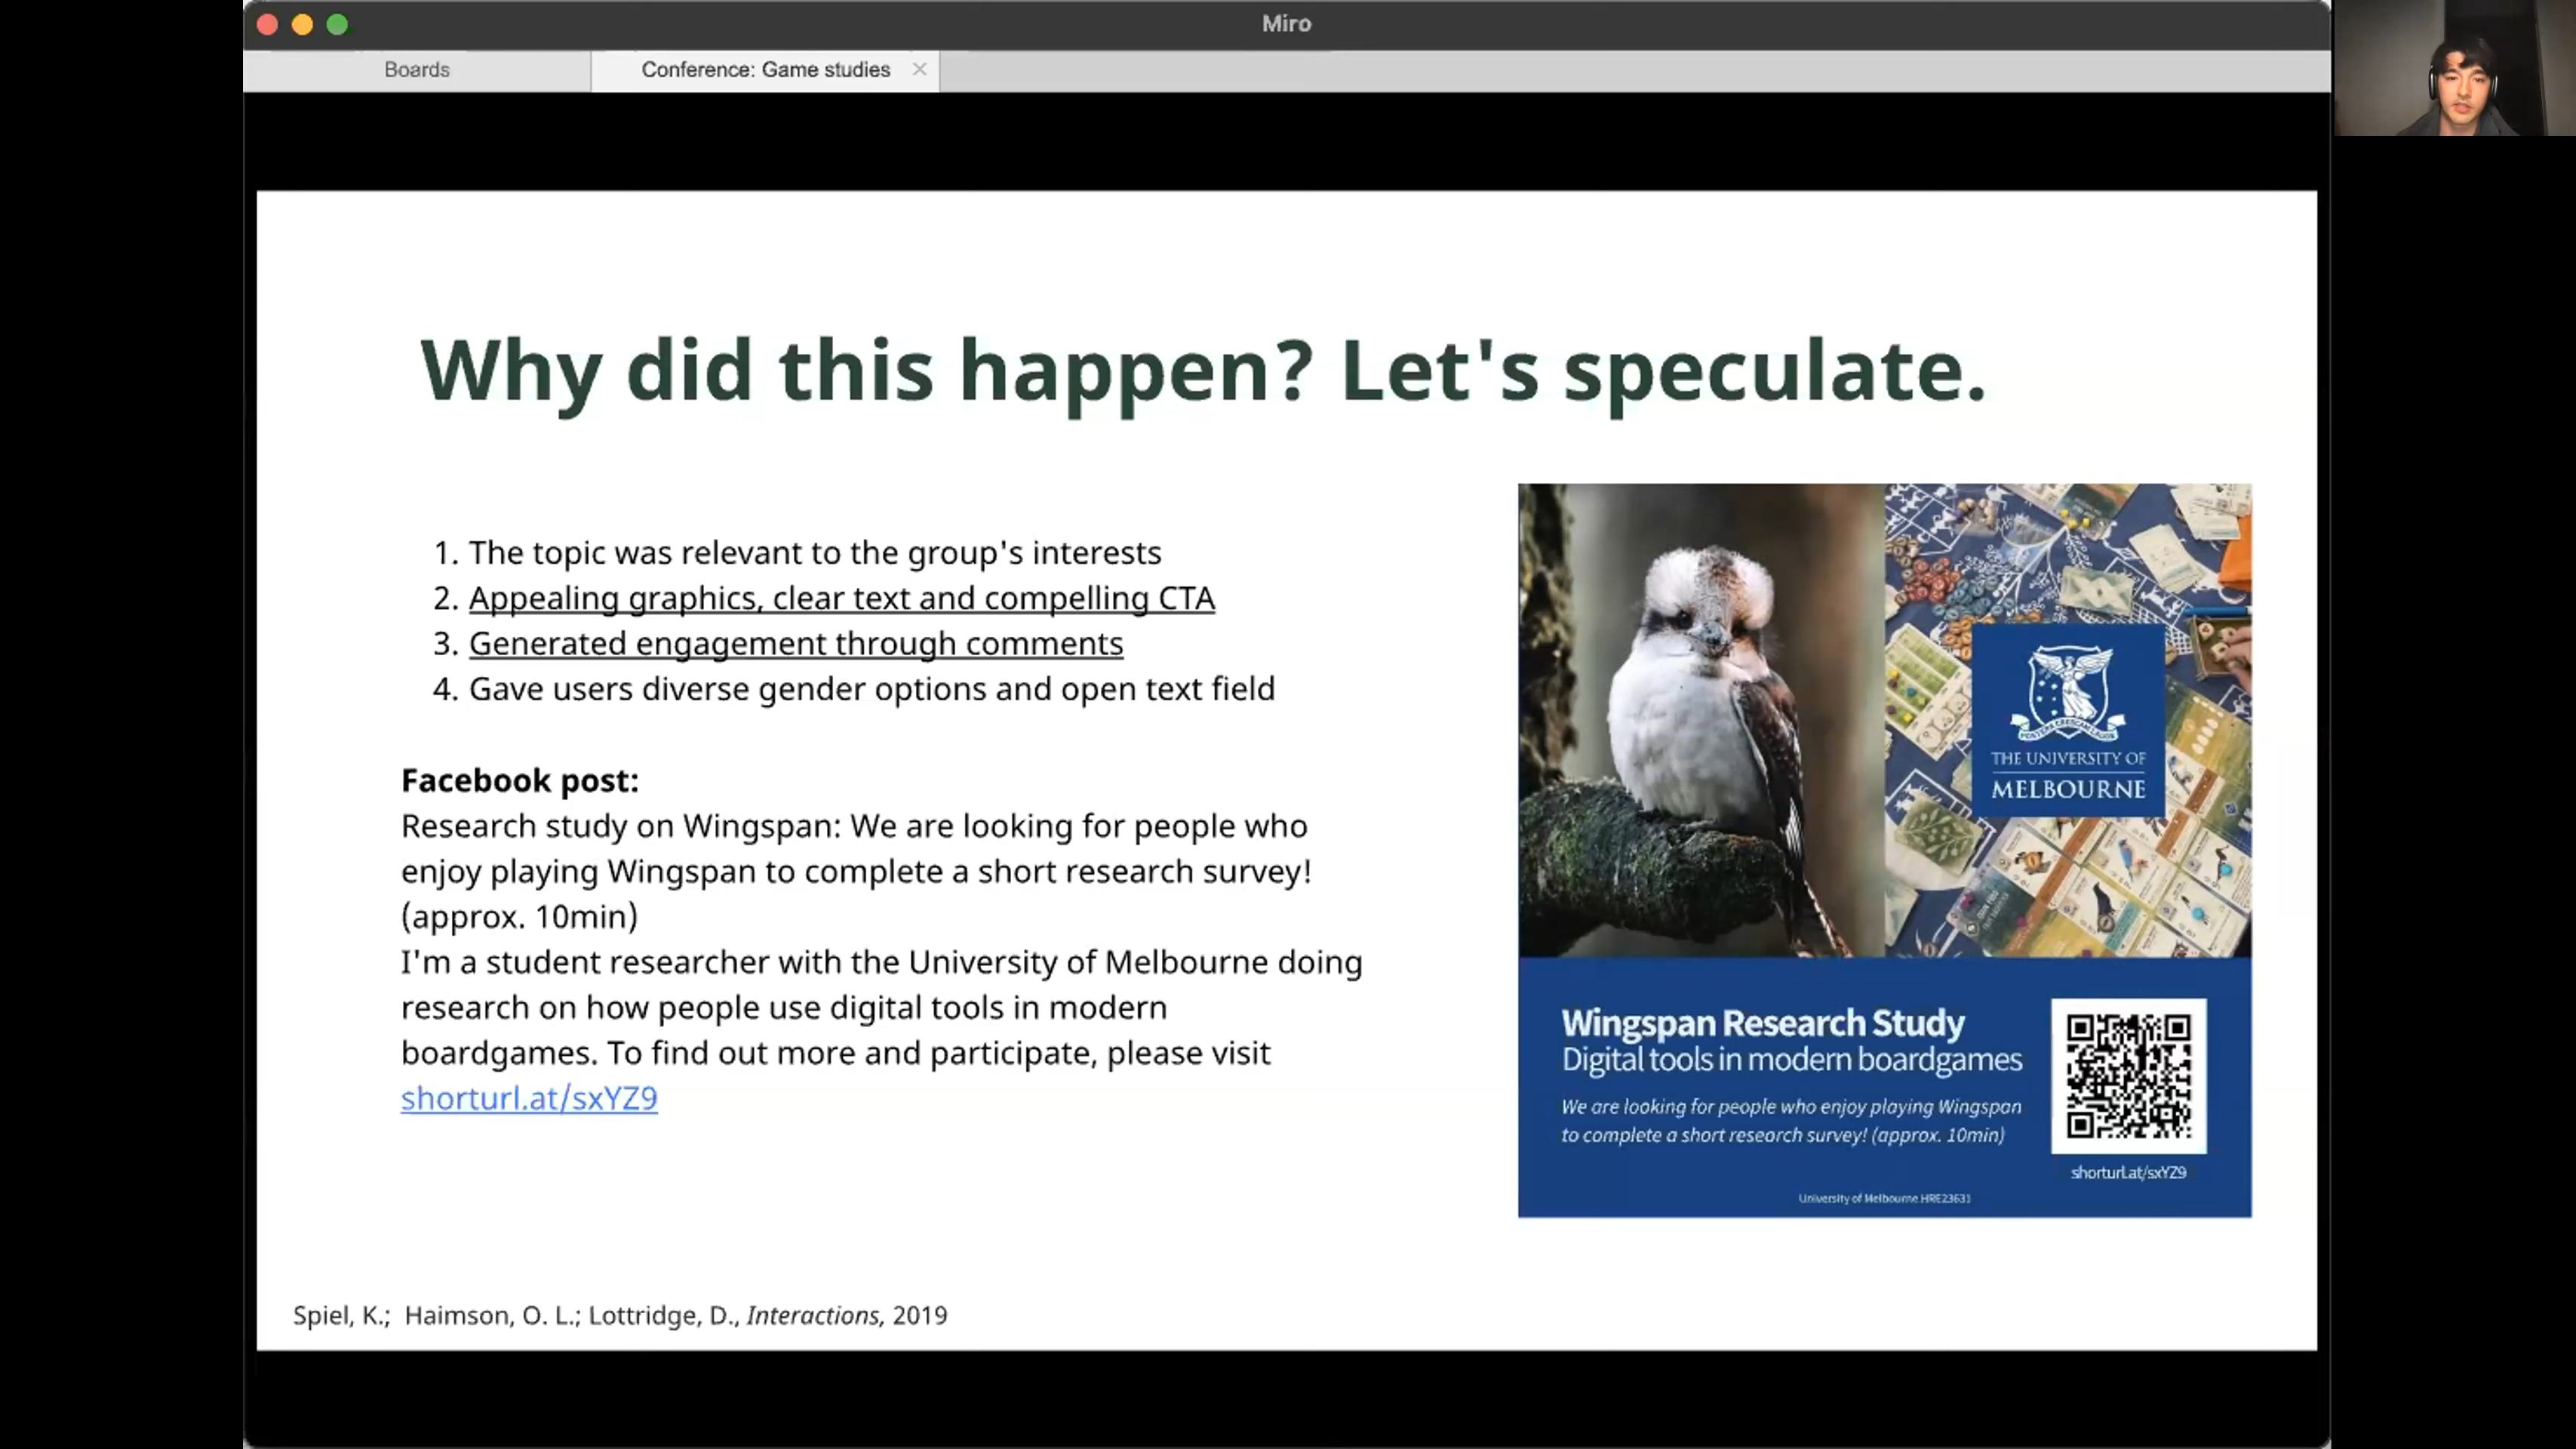 Miro
Boards
Conference: Game studies
Why did this happen? Let's speculate.
1. The topic was relevant to the group's interests
2. Appealing graphics, clear text and compelling CTA
3. Generated engagement through comments
4. Gave users diverse gender options and open text field
Facebook post:
Research study on Wingspan: We are looking for people who
enjoy playing Wingspan to complete a short research survey!
(approx. 10min)
I'm a student researcher with the University of Melbourne doing
research on how people use digital tools in modern
boardgames. To find out more and participate, please visit
shorturl.at/sxYZ9
THE UNIVERSITY OF
MELBOURNE
Wingspan Research Study
Digital tools in modern boardgames
We are looking for people who enjoy playing Wingspan
to complete a short research survey! (approx. 10min)
shorturl.at/sxYZ9
University of Melbourne HRE23631
Spiel, K.; Haimson, O. L.; Lottridge, D., Interactions, 2019